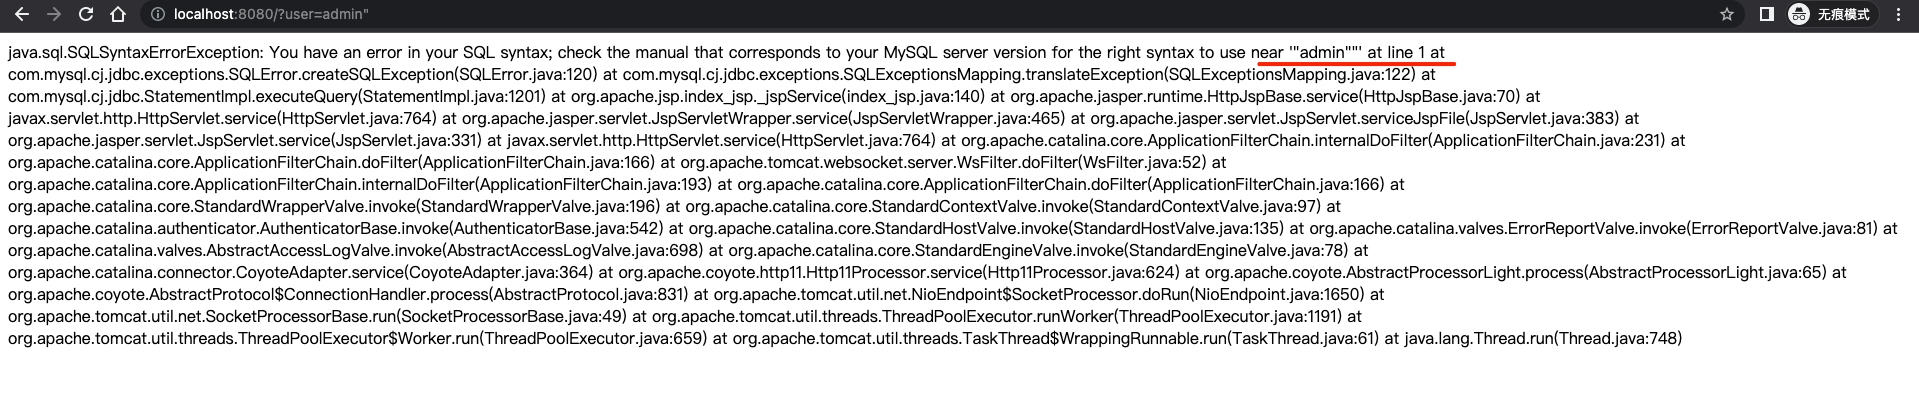 localhost:8080/?user=admin"
无痕模式
java.sql.SQLSyntaxErrorException: You have an error in your SQL syntax; check the manual that corresponds to your MySQL server version for the right syntax to use near '"admin""' at line 1 at
com.mysql.cj.jdbc.exceptions.SQLError.createSQLException(SQLError.java:120) at com.mysql.cj.jdbc.exceptions.SQLExceptionsMapping.translateException(SQLExceptionsMapping.java:122) at
com.mysql.cj.jdbc.StatementImpl.executeQuery(StatementImpl.java:1201) at org.apache.jsp.index_jsp._jspService(index_jsp.java:140) at org.apache.jasper.runtime.HttpJspBase.service(HttpJspBase.java:70) at
javax.servlet.http.HttpServlet.service(HttpServlet.java:764) at org.apache.jasper.servlet.JspServletWrapper.service(JspServletWrapper.java:465) at org.apache.jasper.servlet.JspServlet.serviceJspFile(JspServlet.java:383) at
org.apache.jasper.servlet.JspServlet.service(JspServlet.java:331) at javax.servlet.http.HttpServlet.service(HttpServlet.java:764) at org.apache.catalina.core.ApplicationFilterChain.internalDoFilter(ApplicationFilterChain.java:231) at
org.apache.catalina.core.ApplicationFilterChain.doFilter(ApplicationFilterChain.java:166) at org.apache.tomcat.websocket.server.WsFilter.doFilter(WsFilter.java:52) at
org.apache.catalina.core.ApplicationFilterChain.internalDoFilter(ApplicationFilterChain.java:193) at org.apache.catalina.core.ApplicationFilterChain.doFilter(ApplicationFilterChain.java:166) at
org.apache.catalina.core.StandardWrapperValve.invoke(StandardWrapperValve.java:196) at org.apache.catalina.core.StandardContextValve.invoke(StandardContextValve.java:97) at
org.apache.catalina.authenticator.AuthenticatorBase.invoke(AuthenticatorBase.java:542) at org.apache.catalina.core.StandardHostValve.invoke(StandardHostValve.java:135) at org.apache.catalina.valves.ErrorReportValve.invoke(ErrorReportValve.java:81) at
org.apache.catalina.valves.AbstractAccessLogValve.invoke(AbstractAccessLogValve.java:698) at org.apache.catalina.core.StandardEngineValve.invoke(StandardEngineValve.java:78) at
org.apache.catalina.connector.CoyoteAdapter.service(CoyoteAdapter.java:364) at org.apache.coyote.http11.Http11Processor.service(Http11Processor.java:624) at org.apache.coyote.AbstractProcessorLight.process(AbstractProcessorLight.java:65) at
org.apache.coyote.AbstractProtocol$ConnectionHandler.process(AbstractProtocol.java:831) at org.apache.tomcat.util.net.NioEndpoint$SocketProcessor.doRun(NioEndpoint.java:1650) at
org.apache.tomcat.util.net.SocketProcessorBase.run(SocketProcessorBase.java:49) at org.apache.tomcat.util.threads.ThreadPoolExecutor.runWorker(ThreadPoolExecutor.java:1191) at
org.apache.tomcat.util.threads.ThreadPoolExecutor$Worker.run(ThreadPoolExecutor.java:659) at org.apache.tomcat.util.threads.TaskThread$WrappingRunnable.run(TaskThread.java:61) at java.lang.Thread.run(Thread.java:748)